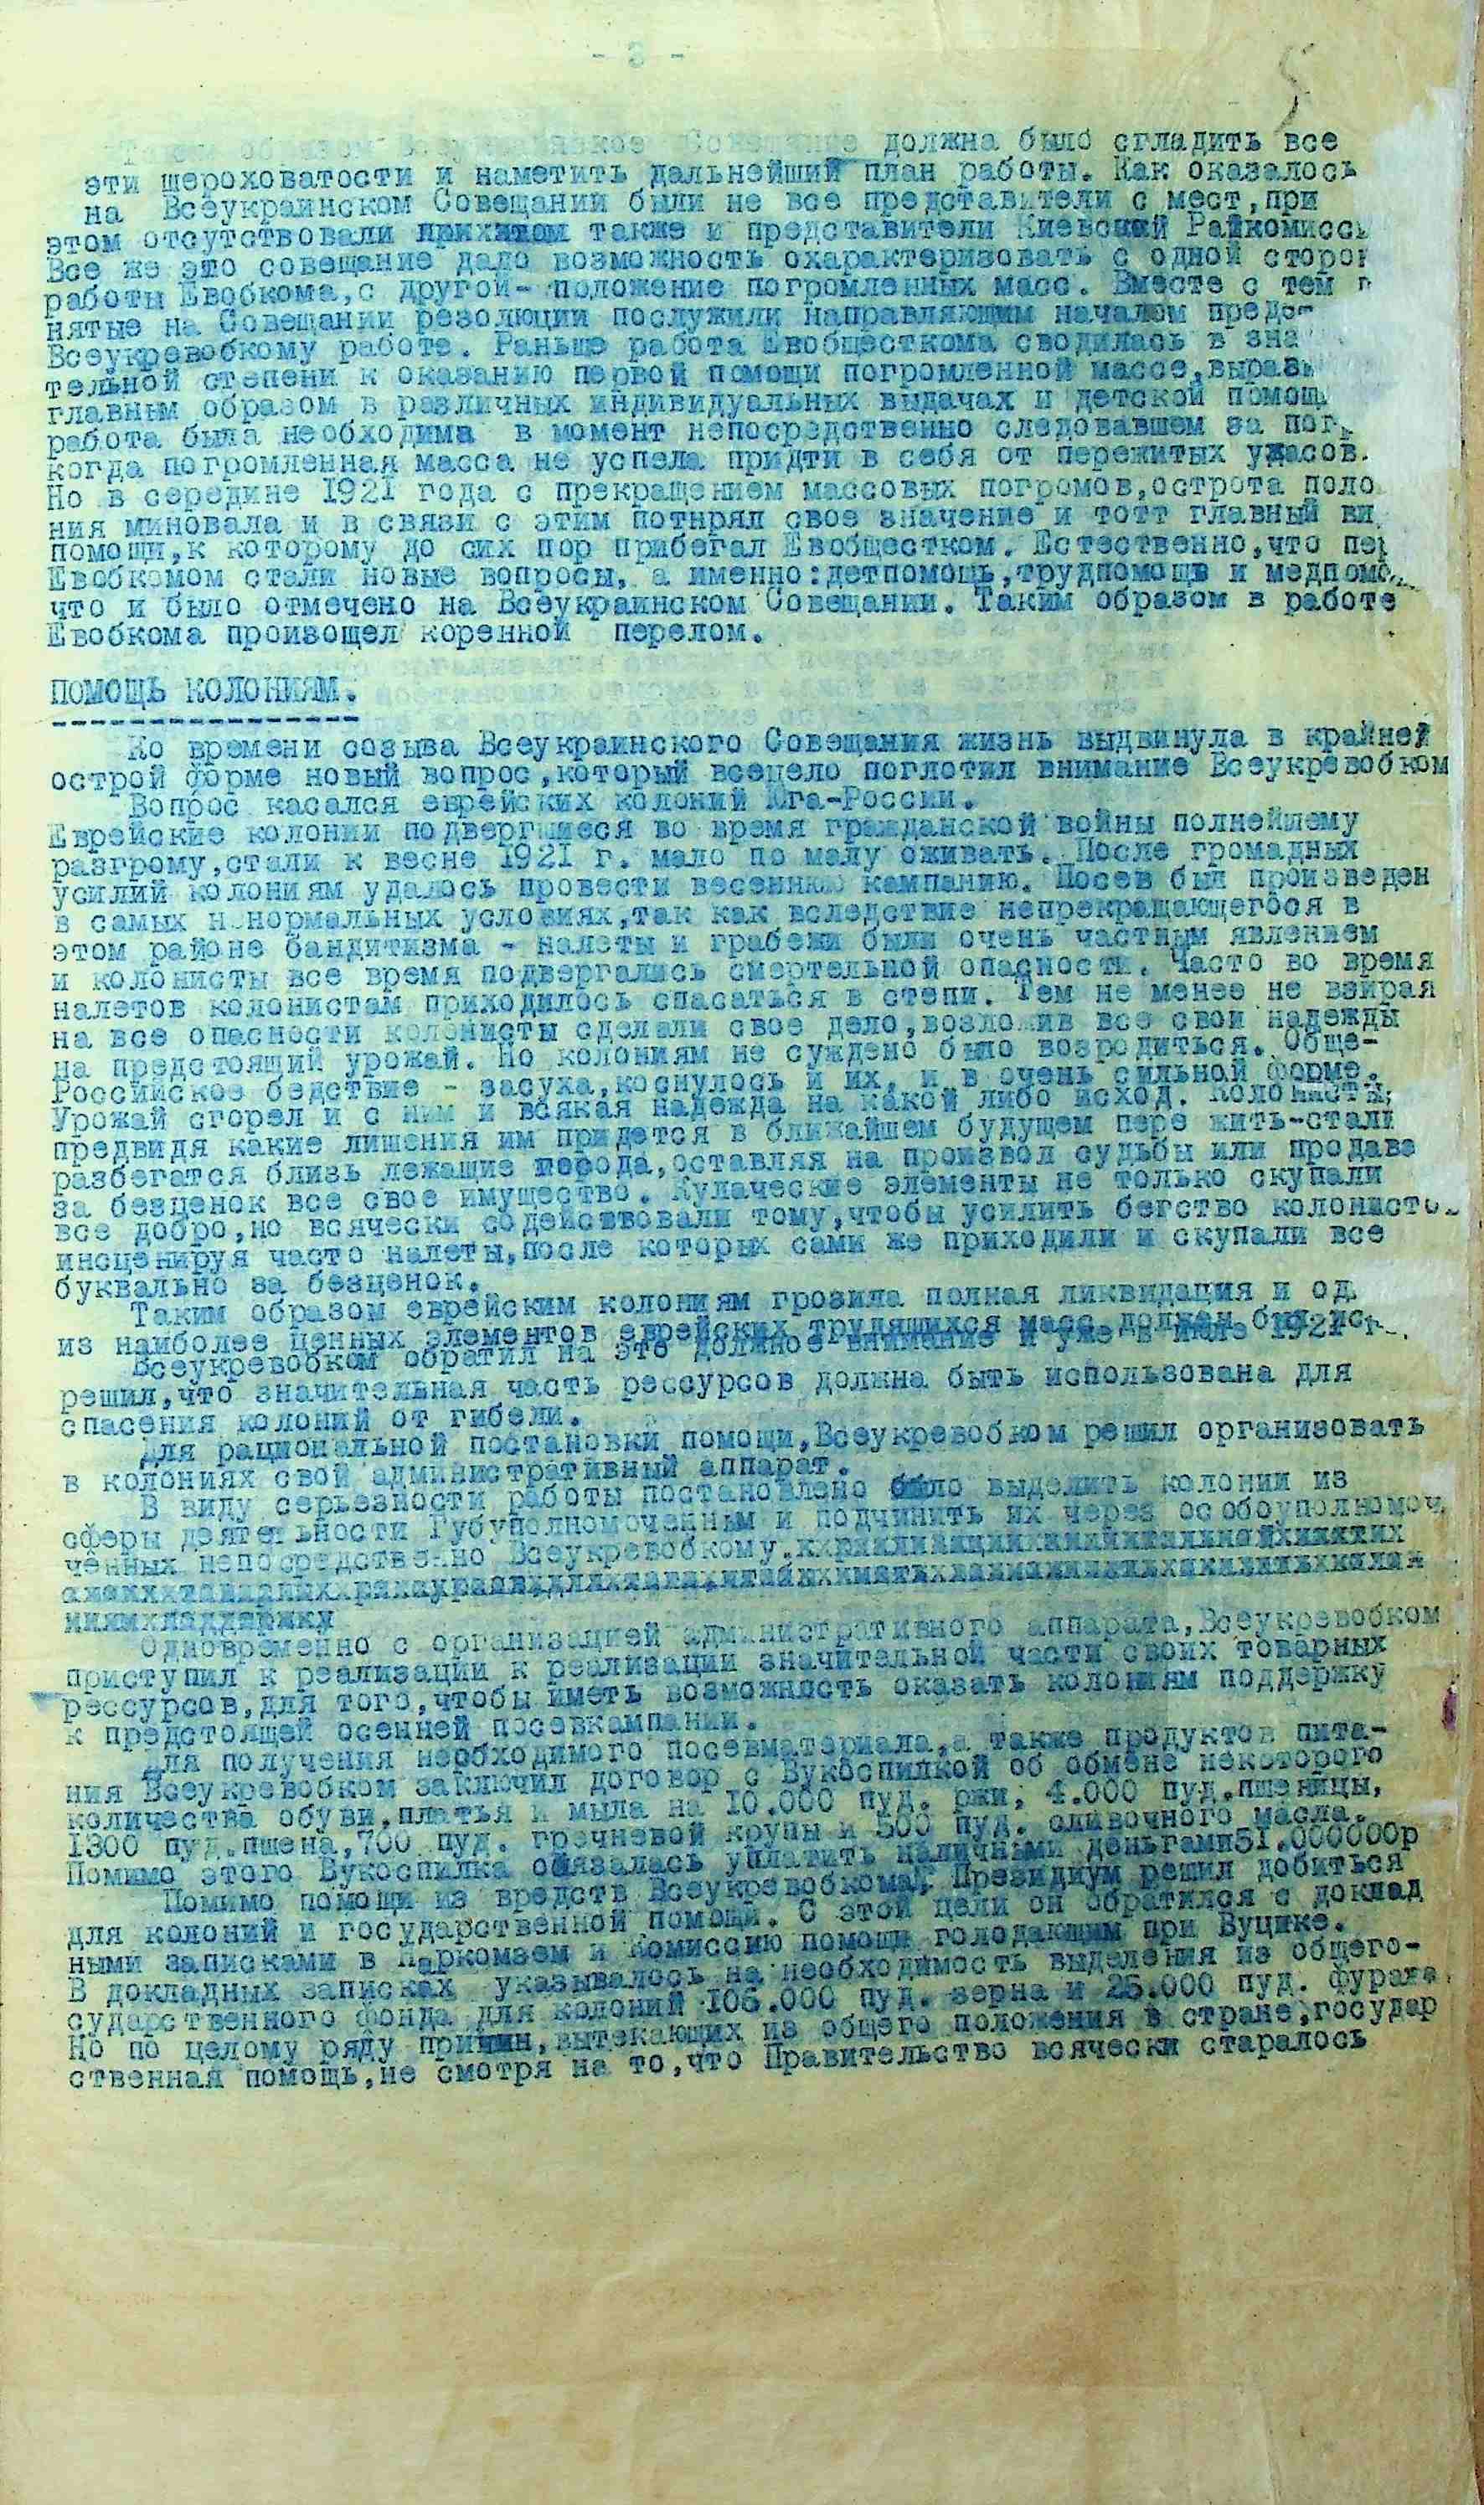 - 3 -
5
Совещание должна было сгладить все
эти шероховатости и наметить дальнейший план работы. Как оказалось
на Всеукраинском Совещании были не все представители с мест,при
этом отсутствовали также и представители Киевской Райкомисс
Все же это совещание дало возможность охарактеризовать с одной сторо
работы Евобкома,с другой- положение погромленных масс. Вместе с тем п
нятые на Совещании резолюции послужили направляющим началом предс
Всеукревобкому работе. Раньше работа Евобщесткома сводилась в зна
тельной степени к оказанию первой помощи погромленной массе,выраз
главным образом в различных индивидуальных выдачах и детской помощ
работа была необходима в момент непосредственно следовавшем за пог
когда погромленная масса не успела придти в себя от пережитых ужасов.
Но в середине 1921 года с прекращением массовых погромов,острота поло
ния миновала и в связи с этим потнрял свое значение и тотт главный ви
помощи,к которому до сих пор прибегал Евобщестком. Естественно,что пер
Евобкомом стали новые вопросы, а именно:детпомощь,трудпомощь и медпомо
что и было отмечено на Всеукраинском Совещании. Таким образом в работе
Евобкома произощел коренной перелом.
ПОМОЩЬ КОЛОНИЯМ.
----------------
Ко времени созыва Всеукраинского Совещания жизнь выдвинула в крайней
острой форме новый вопрос,который всецело поглотил внимание Всеукревобком
Вопрос касался еврейских колоний Юга-России.
Еврейские колонии подвергшиеся во время гражданской войны полнейшему
разгрому,стали к весне 1921 г. мало по малу оживать. После громадных
усилий колониям удалось провести весеннюю кампанию. Посев был произведен
в самых н нормальных условиях,так как вследствие непрекращающегося в
этом районе бандитизма - налеты и грабежи были очень частным явлением
и колонисты все время подвергались смертельной опасности. Часто во время
налетов колонистам приходилось спасаться в степи. Тем не менее не взирая
на все опасности колонисты сделали свое дело,возложив все свои надежды
на предстоящий урожай. Но колониям не суждено было возродиться. Обще-
Российское бедствие - засуха,коснулось и их, и в очень сильной форме.
Урожай сгорел и с ним и всякая надежда на какой либо исход. Колонисты,
предвидя какие лишения им придется в ближайшем будущем пере жить-стали
разбегатся близь лежащие города,оставляя на произвол судьбы или продава
за безценок все свое имущество. Кулаческие элементы не только скупали
все добро,но всячески содействовали тому,чтобы усилить бегство колонисто
инсценируя часто налеты,после которых сами же приходили и скупали все
буквально за безценок.
Таким образом еврейским колониям грозила полная ликвидация и од
из наиболее ценных элементов еврейских трудящихся масс должен был ис
Всеукревобком обратил на это должное внимание и уже в июле 1921 г.
решил,что значительная часть рессурсов должна быть использована для
спасения колоний от гибели.
Для рациональной постановки помощи,Всеукревобком решил организовать
в колониях свой административный аппарат.
В виду серьезности работы постановлено было выделить колонии из
сферы деятельности Губуполномоченным и подчинить их через особоуполномоч
ченных непосредственно Всеукревобкому.
Одновременно с организацией административного аппарата,Всеукревобком
приступил к реализации к реализации значительной части своих товарных
рессурсов,для того,чтобы иметь возможность оказать колониям поддержку
к предстоящей осенней посевкампании.
Для получения необходимого посевматериала,а также продуктов пита-
ния Всеукревобком заключил договор с Вукоспилкой об обмене некоторого
количества обуви,платья и мыла на 10.000 пуд. ржи, 4.000 пуд.пшеницы,
1300 пуд.пшена,700 пуд. гречневой крупы и 500 пуд. сливочного масла.
Помимо этого Вукоспилка обязалась уплатить наличными деньгами51.000000р
Помимо помощи из вредств Всеукревобкома, Президиум решил добиться
для колоний и государственной помощи. С этой цели он обратился с доклад
ными записками в Наркомзем и Комиссию помощи голодающим при Вуцике.
В докладных записках указывалось на необходимость выделения из общего-
сударственного фонда для колоний 106.000 пуд. зерна и 25.000 пуд. фуража.
Но по целому ряду причин,вытекающих из общего положения в стране,государ
ственная помощь,не смотря на то,что Правительство всячески старалось